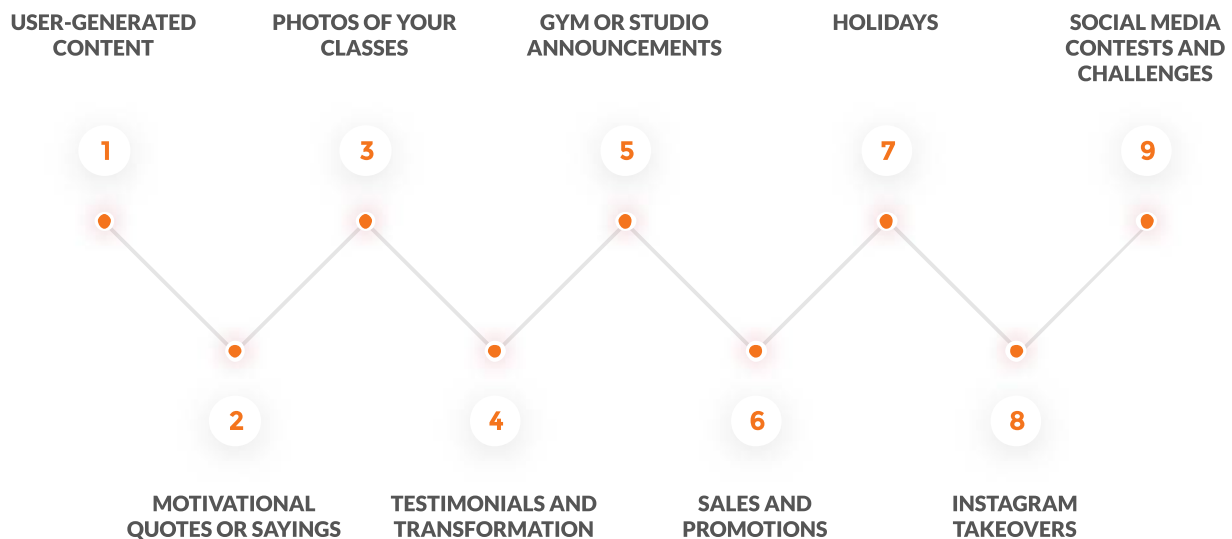 USER-GENERATED
CONTENT
PHOTOS OF YOUR
CLASSES
GYM OR STUDIO
ANNOUNCEMENTS
HOLIDAYS
SOCIAL MEDIA
CONTESTS AND
CHALLENGES
1
3
5
7
9
2
4
6
8
MOTIVATIONAL
QUOTES OR SAYINGS
TESTIMONIALS AND
TRANSFORMATION
SALES AND
PROMOTIONS
INSTAGRAM
TAKEOVERS